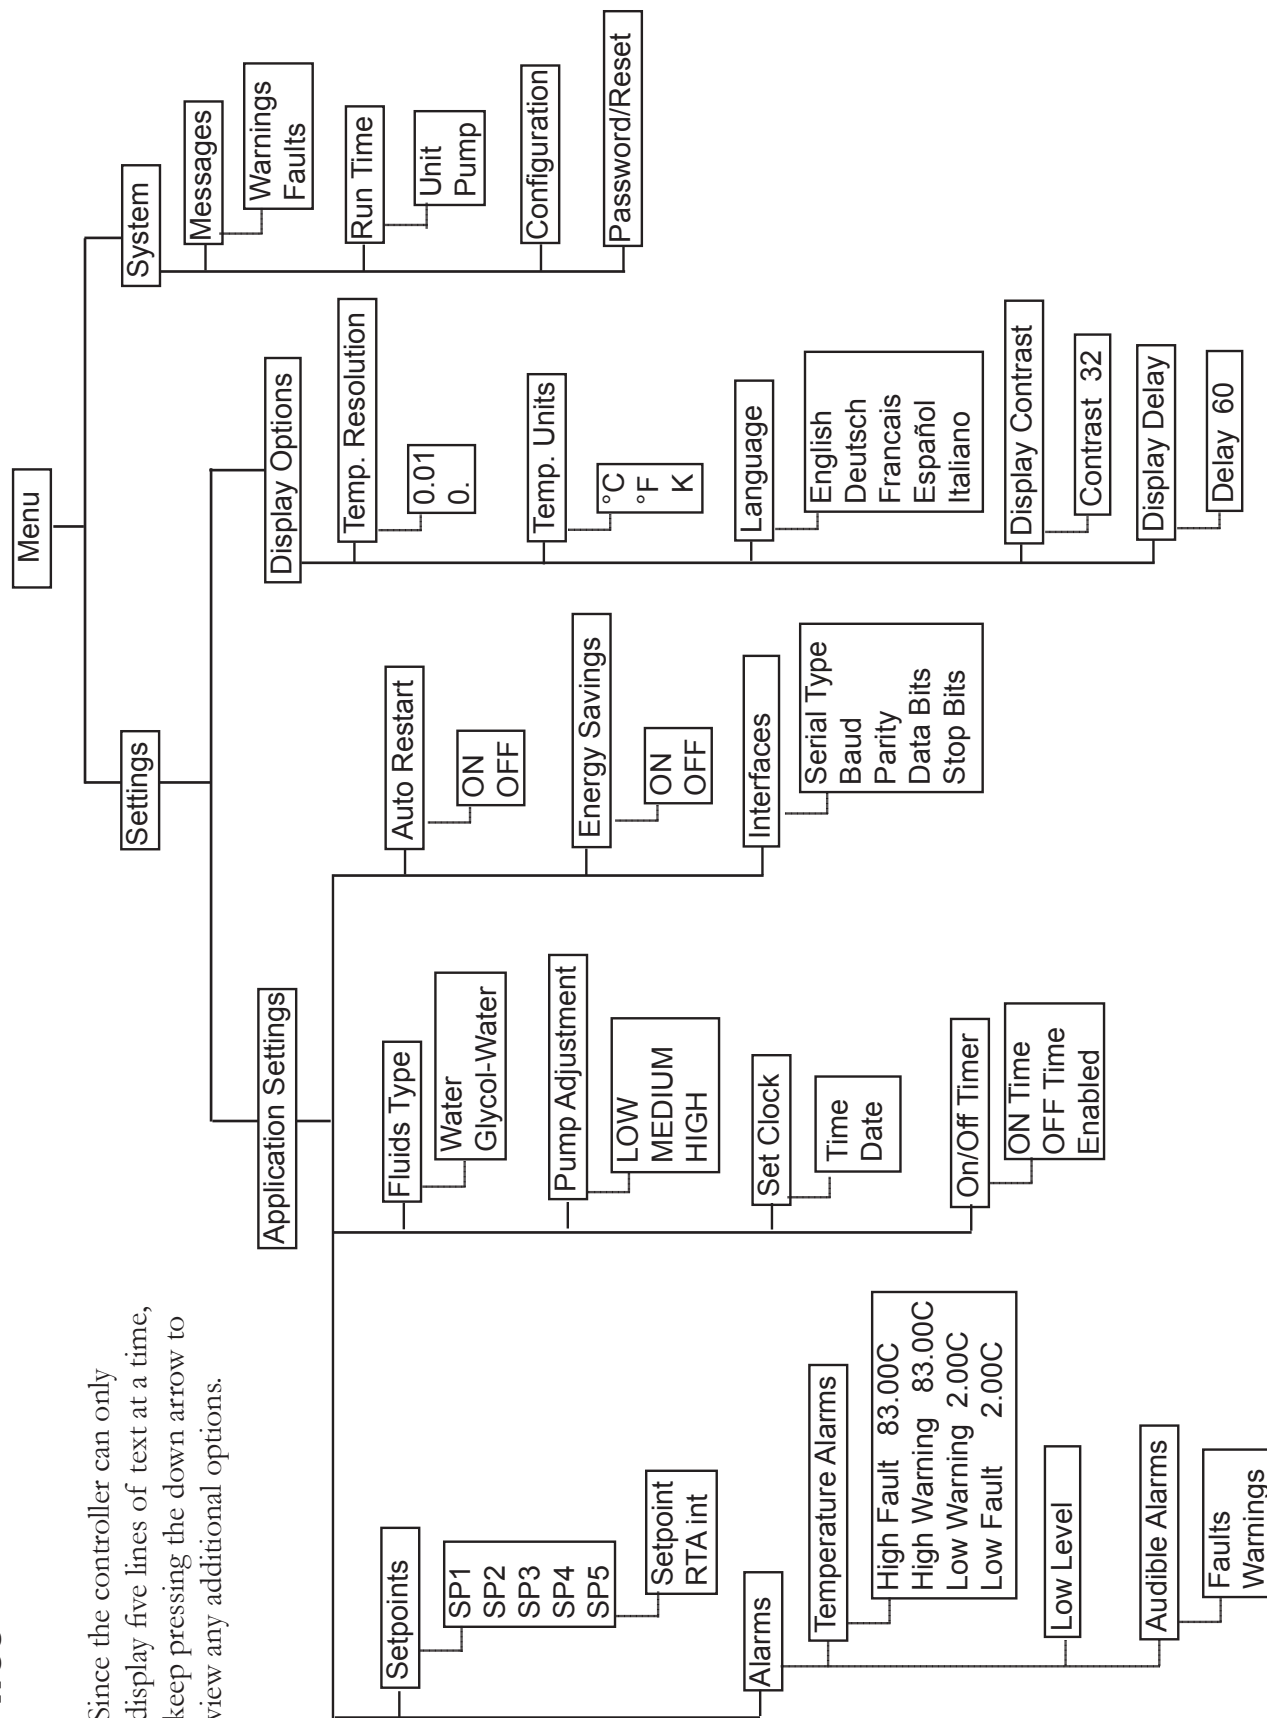 Since the controller can only
display five lines of text at a time,
keep pressing the down arrow to
view any additional options.
Menu
Settings
System
Application Settings
Display Options
Setpoints
SP1
SP2
SP3
SP4
SP5
Setpoint
RTA int
Alarms
Temperature Alarms
High Fault 83.00C
High Warning 83.00C
Low Warning 2.00C
Low Fault 2.00C
Low Level
Audible Alarms
Faults
Warnings
Fluids Type
Water
Glycol-Water
Pump Adjustment
LOW
MEDIUM
HIGH
Set Clock
Time
Date
On/Off Timer
ON Time
OFF Time
Enabled
Auto Restart
ON
OFF
Energy Savings
ON
OFF
Interfaces
Serial Type
Baud
Parity
Data Bits
Stop Bits
Temp. Resolution
0.01
0.
Temp. Units
°C
°F
K
Language
English
Deutsch
Francais
Español
Italiano
Display Contrast
Contrast 32
Display Delay
Delay 60
Messages
Warnings
Faults
Run Time
Unit
Pump
Configuration
Password/Reset